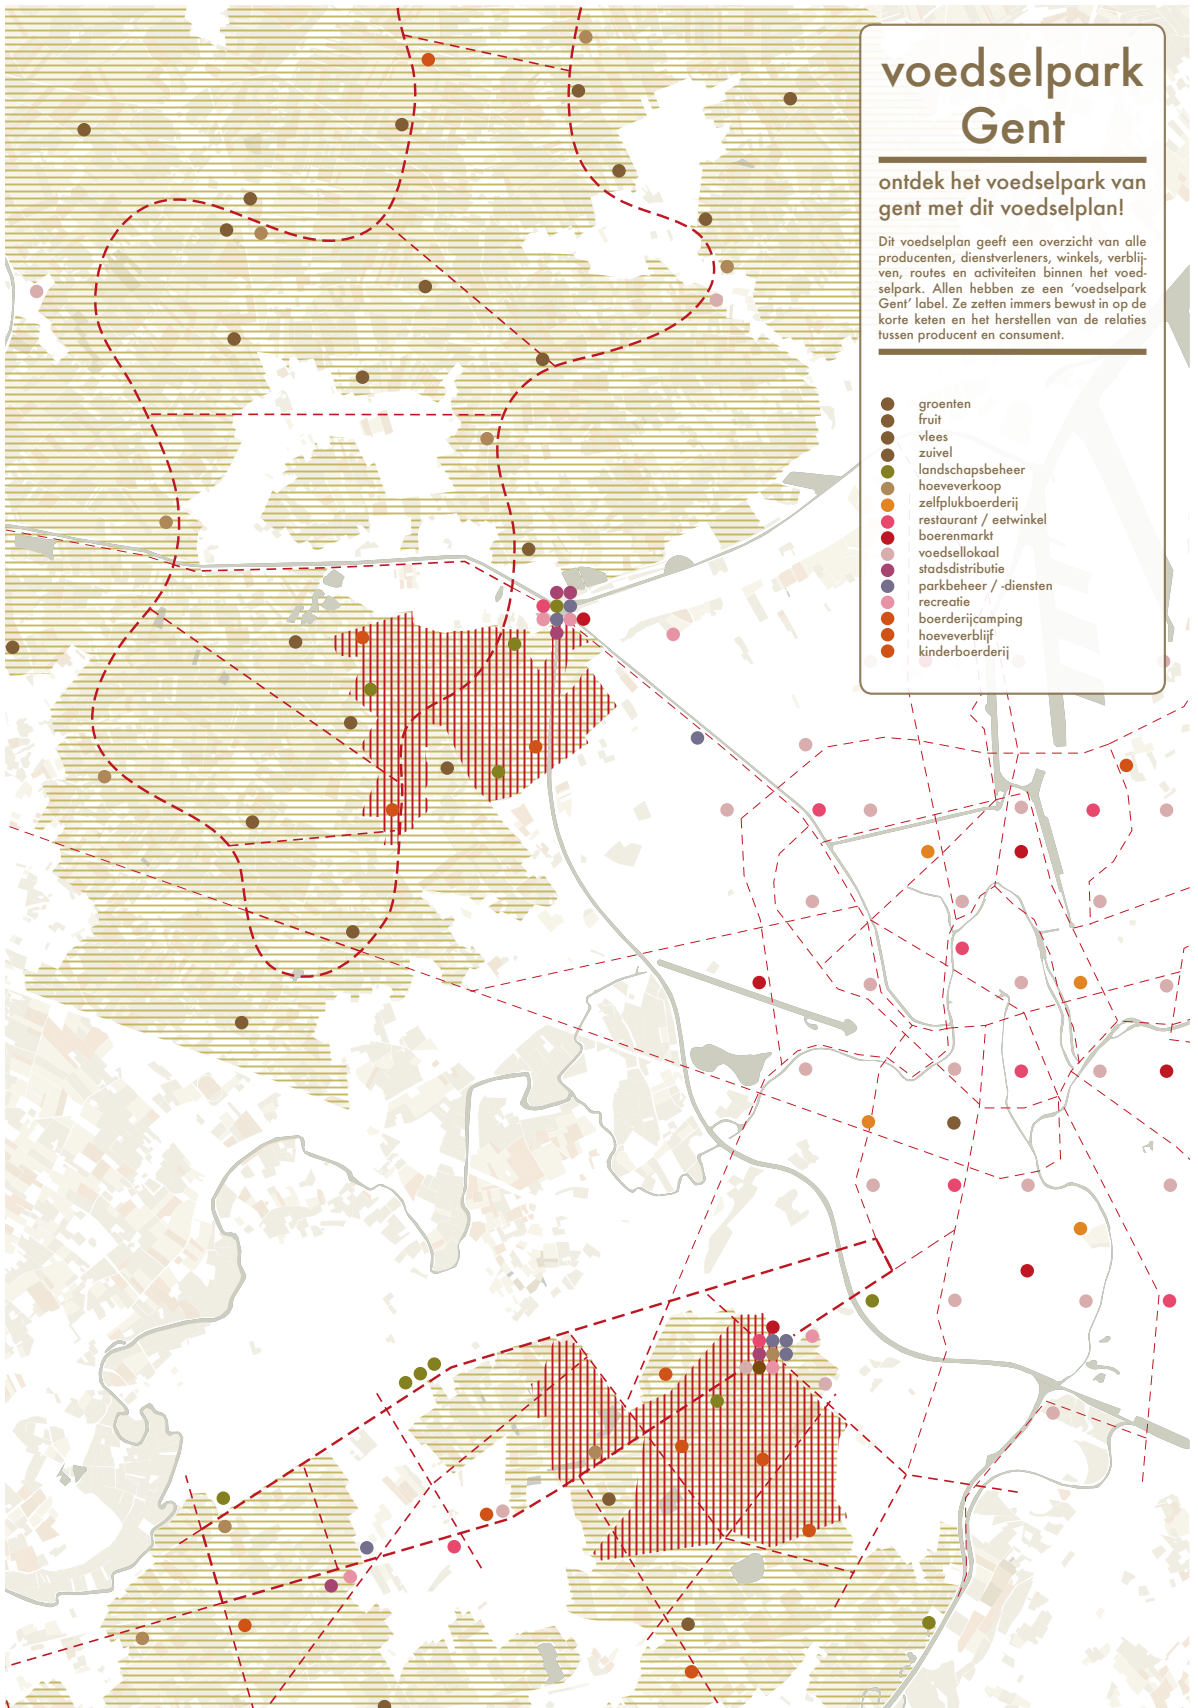 voedselpark
Gent
ontdek het voedselpark van
gent met dit voedselplan!
Dit voedselplan geeft een overzicht van alle
producenten, dienstverleners, winkels, verblij-
ven, routes en activiteiten binnen het voed-
selpark. Allen hebben ze een ‘voedselpark
Gent’ label. Ze zetten immers bewust in op de
korte keten en het herstellen van de relaties
tussen producent en consument.
groenten
fruit
vlees
zuivel
landschapsbeheer
hoeveverkoop
zelfplukboerderij
restaurant / eetwinkel
boerenmarkt
voedsellokaal
stadsdistributie
parkbeheer / -diensten
recreatie
boerderijcamping
hoeveverblijf
kinderboerderij